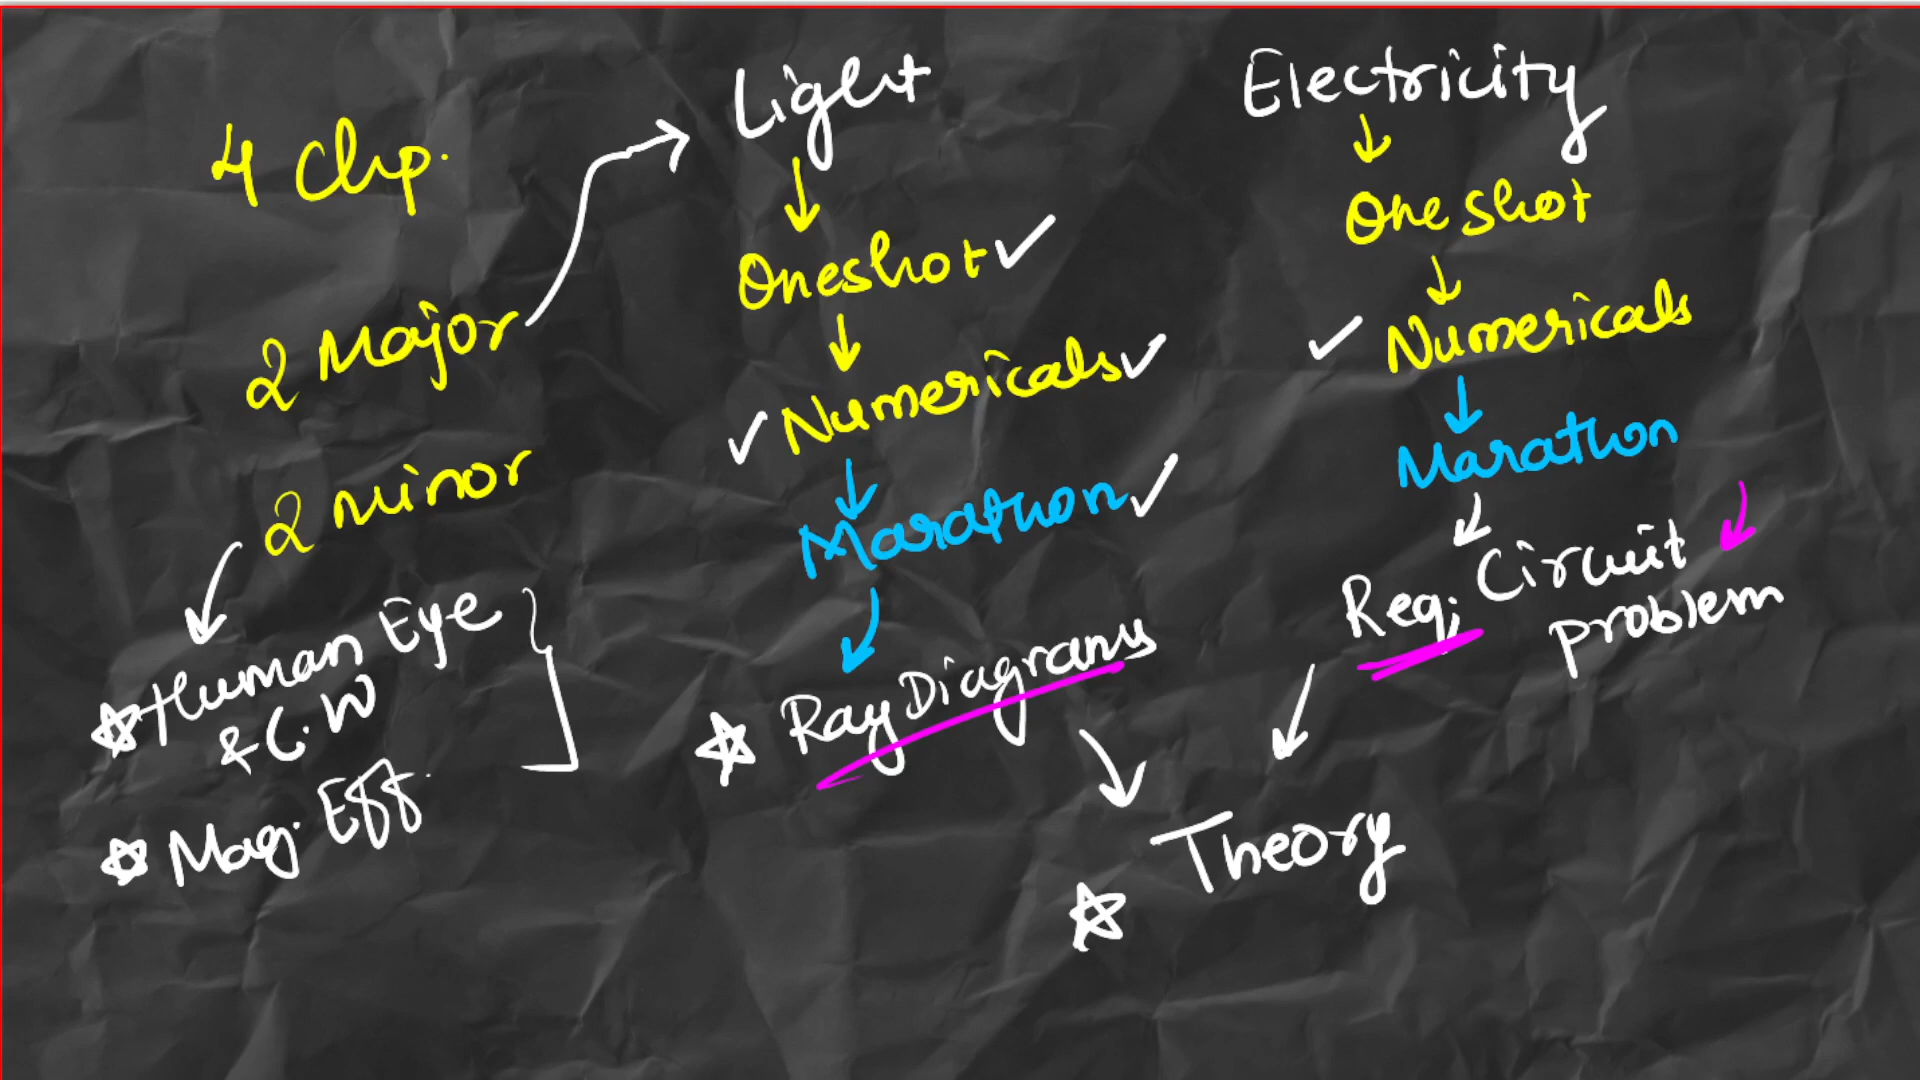 4 Chp.
2 Major
2 Minor
Human Eye
& C.W
Mag. Eff.
Light
Oneshot
Numericals
Marathon
Ray Diagrams
Electricity
One shot
Numericals
Marathon
Req. Circuit
problem
Theory